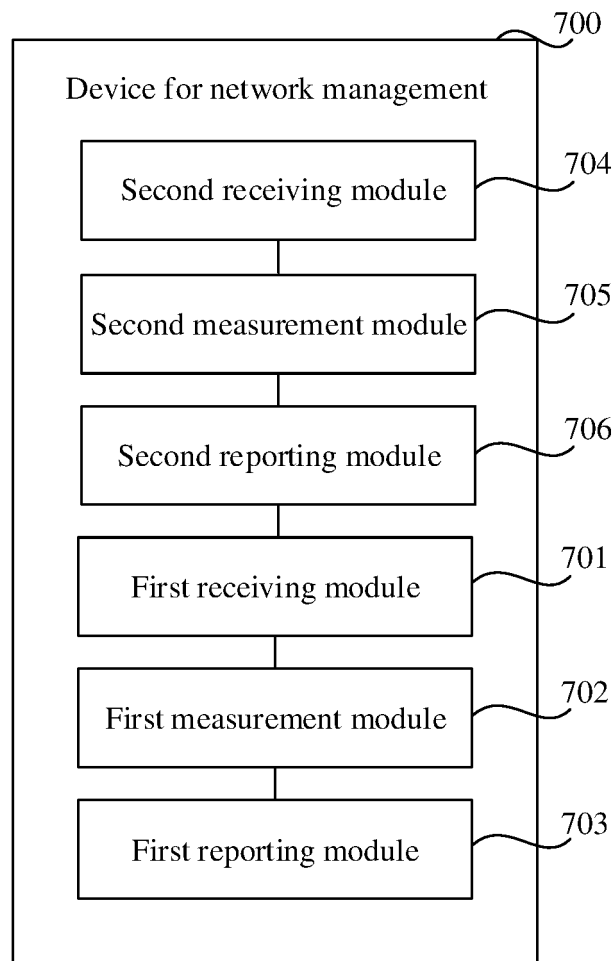 700
Device for network management
Second receiving module
704
Second measurement module
705
Second reporting module
706
First receiving module
701
First measurement module
702
First reporting module
703